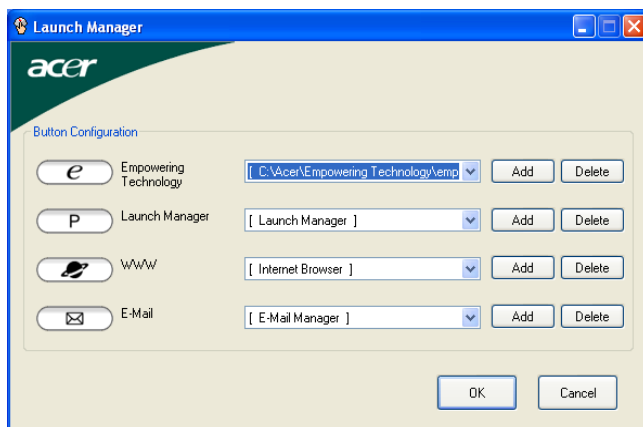 Launch Manager
acer
Button Configuration
e Empowering Technology [ C:\Acer\Empowering Technology\emp Add Delete
P Launch Manager [ Launch Manager ] Add Delete
WWW [ Internet Browser ] Add Delete
E-Mail [ E-Mail Manager ] Add Delete
OK Cancel